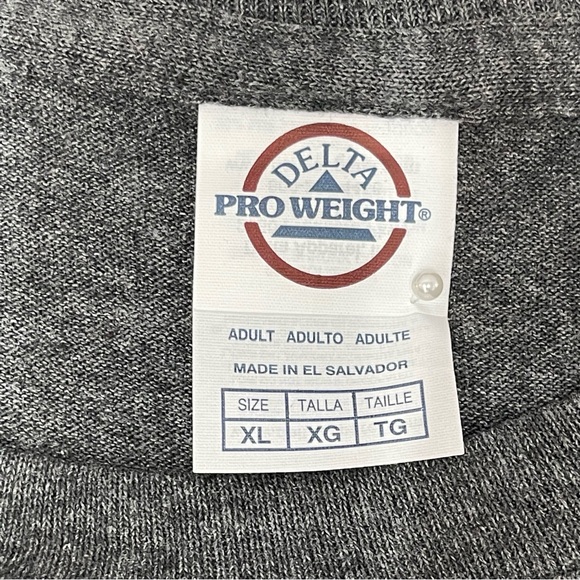 DELTA
PRO WEIGHT®
ADULT ADULTO ADULTE
MADE IN EL SALVADOR
SIZE TALLA TAILLE
XL XG TG